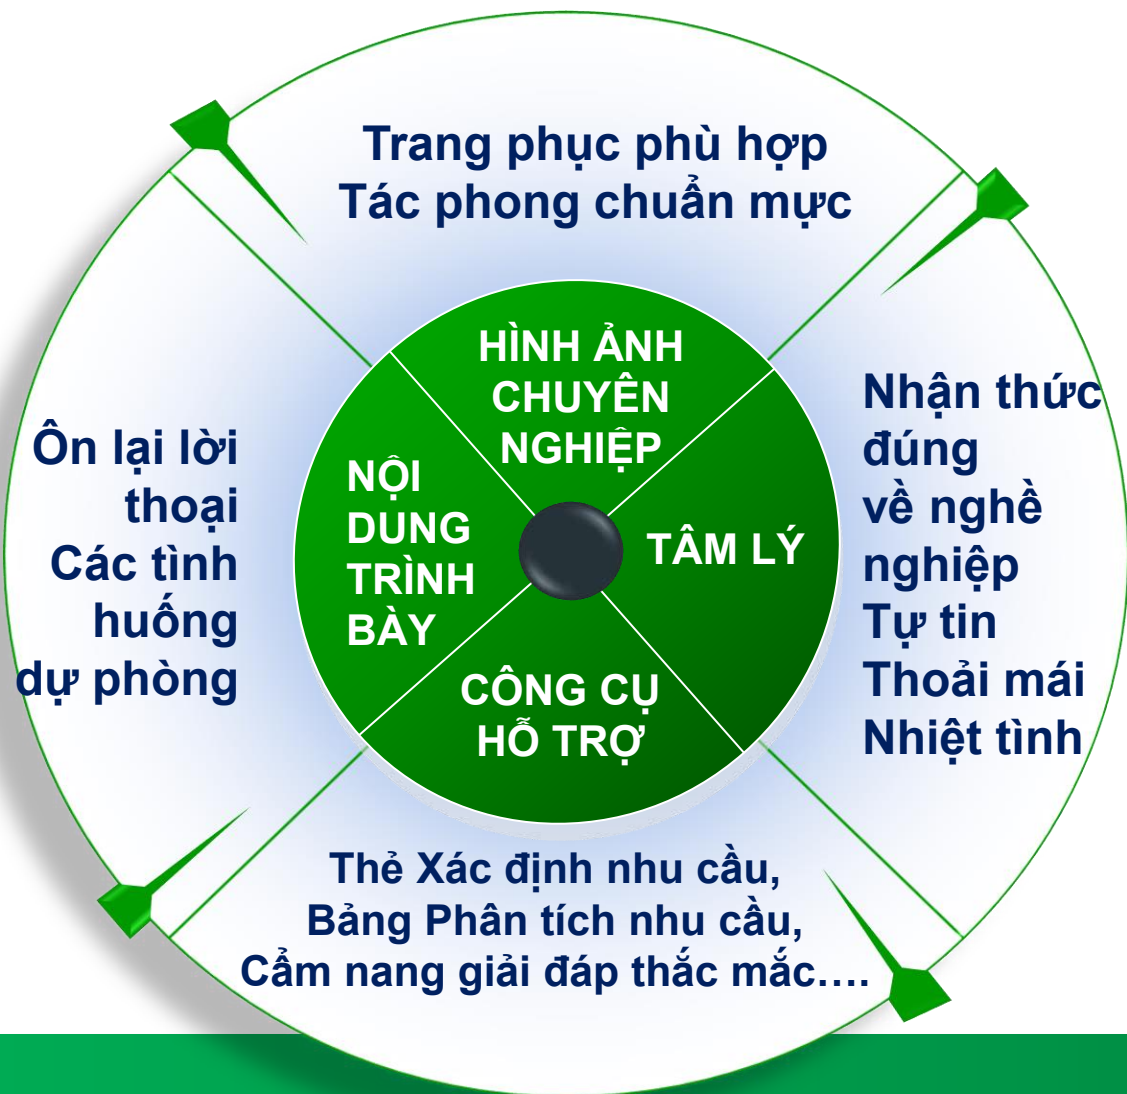 Trang phục phù hợp
Tác phong chuẩn mực
HÌNH ẢNH
CHUYÊN
NGHIỆP
Nhận thức
đúng
về nghề
nghiệp
Tự tin
Thoải mái
Nhiệt tình
TÂM LÝ
Ôn lại lời
thoại
Các tình
huống
dự phòng
NỘI
DUNG
TRÌNH
BÀY
CÔNG CỤ
HỖ TRỢ
Thẻ Xác định nhu cầu,
Bảng Phân tích nhu cầu,
Cẩm nang giải đáp thắc mắc….